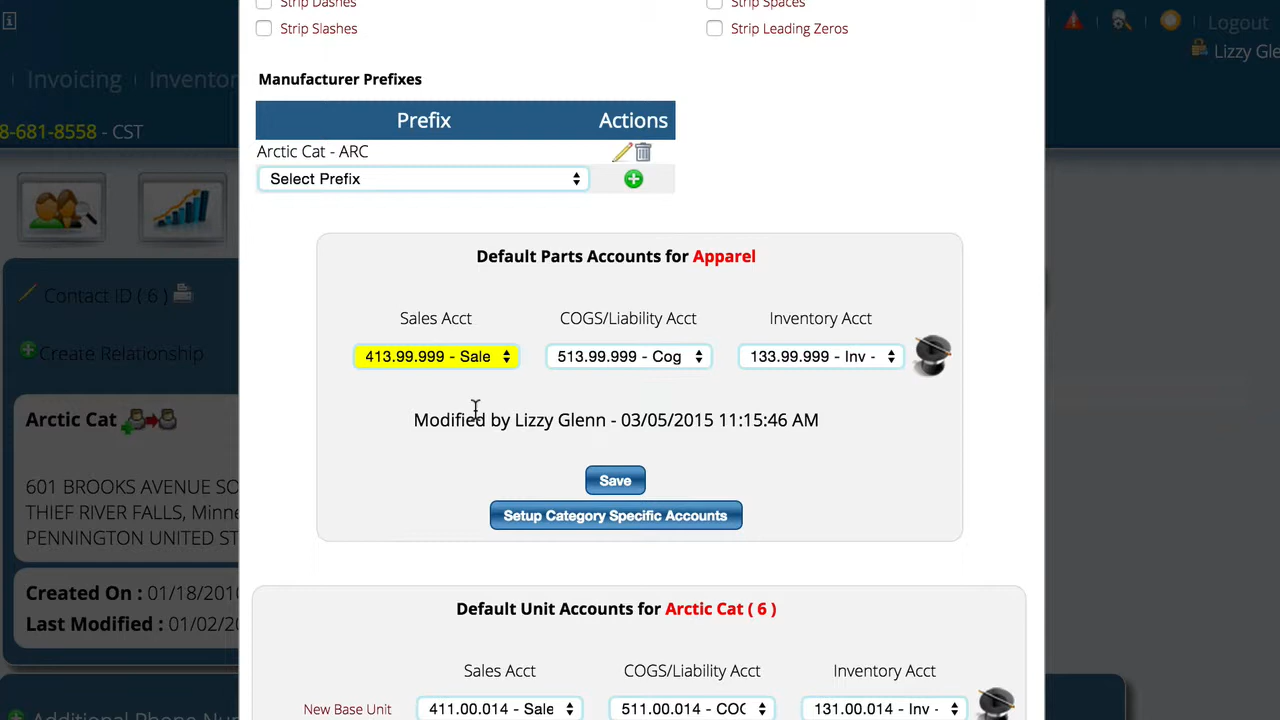 Strip Dashes
Strip Spaces
Strip Slashes
Strip Leading Zeros
Logout
Lizzy Gle
Invoicing
Inventor
Manufacturer Prefixes
8-681-8558 - CST
Prefix Actions
Arctic Cat - ARC
Select Prefix
Default Parts Accounts for Apparel
Contact ID ( 6 )
Sales Acct COGS/Liability Acct Inventory Acct
Create Relationship
413.99.999 - Sale 513.99.999 - Cog 133.99.999 - Inv -
Arctic Cat
Modified by Lizzy Glenn - 03/05/2015 11:15:46 AM
601 BROOKS AVENUE SO
THIEF RIVER FALLS, Minne
PENNINGTON UNITED ST
Save
Setup Category Specific Accounts
Created On : 01/18/2010
Last Modified : 01/02/20
Default Unit Accounts for Arctic Cat ( 6 )
Sales Acct COGS/Liability Acct Inventory Acct
New Base Unit 411.00.014 - Sale 511.00.014 - COC 131.00.014 - Inv -
Additional Phone Nu